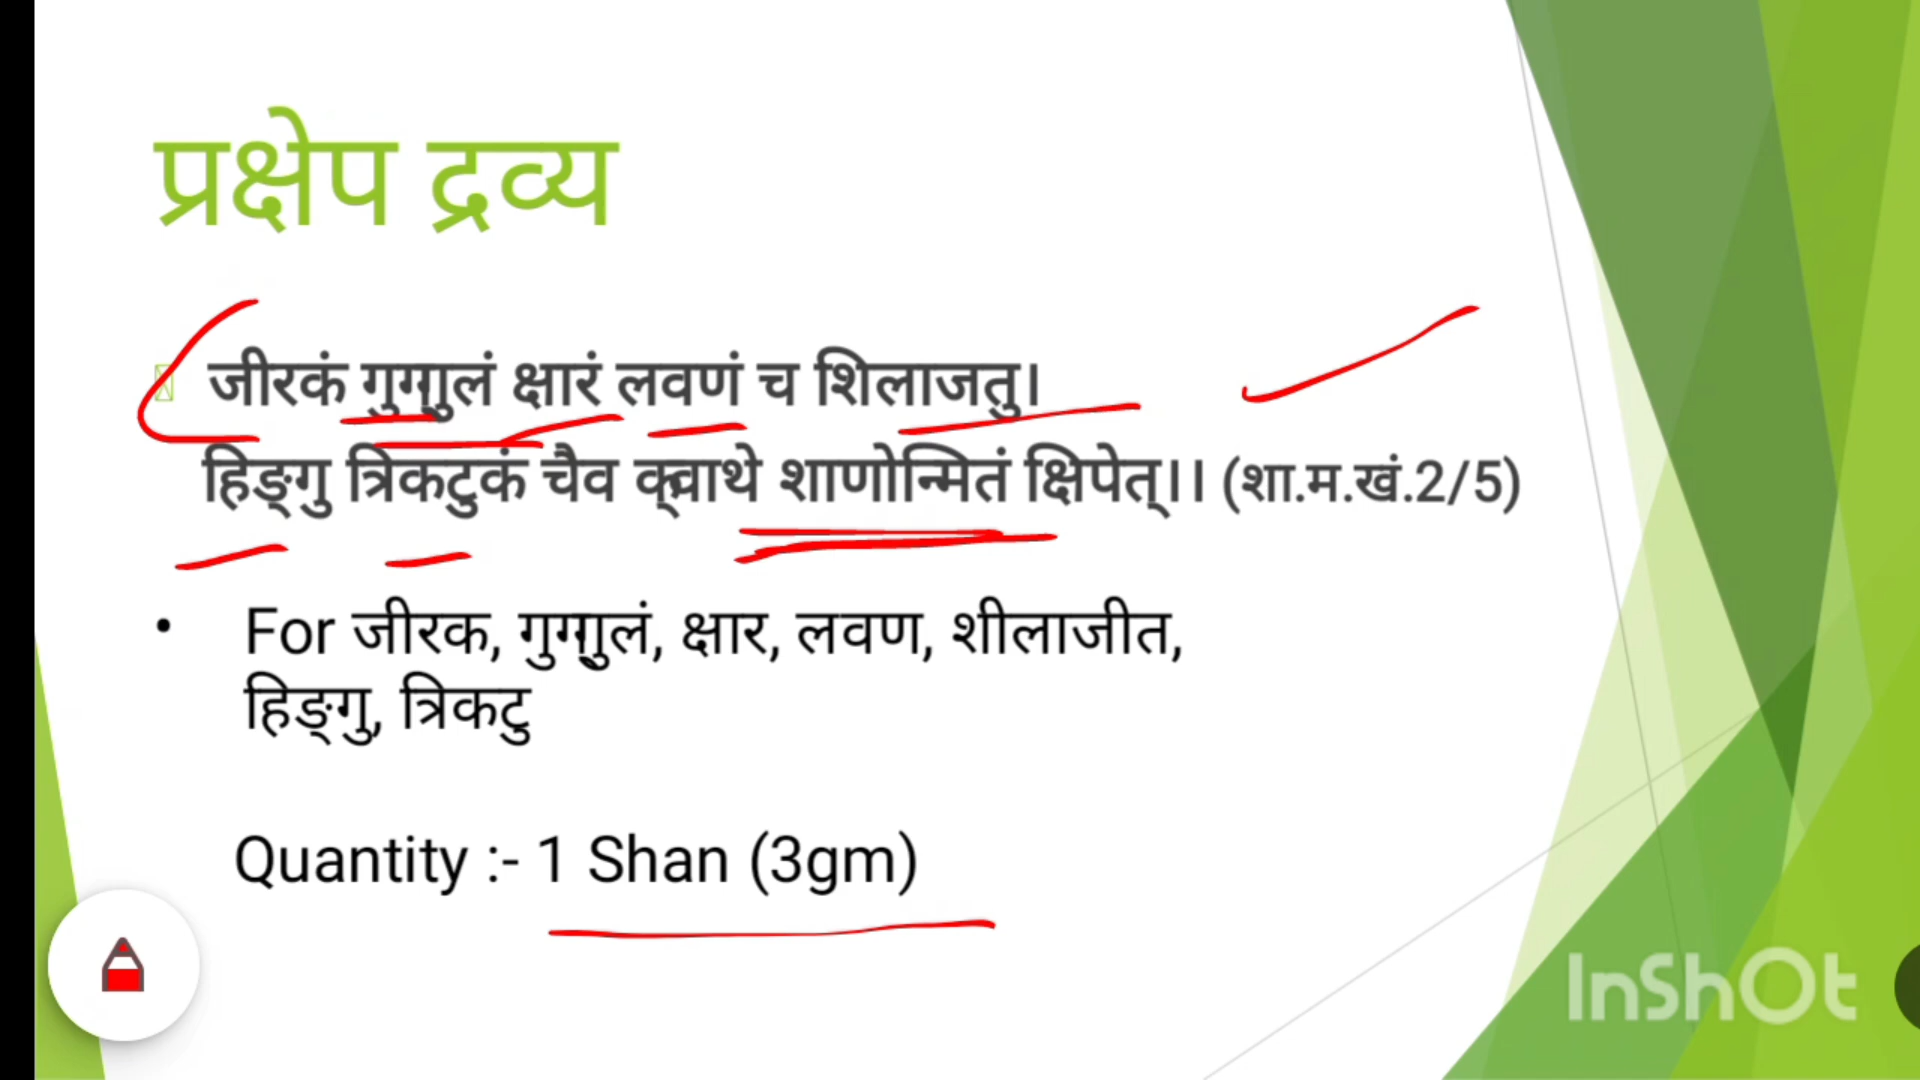 प्रक्षेप द्रव्य
जीरकं गुग्गुलं क्षारं लवणं च शिलाजतु।
हिङ्गु त्रिकटुकं चैव क्वाथे शाणोन्मितं क्षिपेत्।। (शा.म.खं.2/5)
• For जीरक, गुग्गुलं, क्षार, लवण, शीलाजीत,
हिङ्गु, त्रिकटु
Quantity :- 1 Shan (3gm)
InShOt